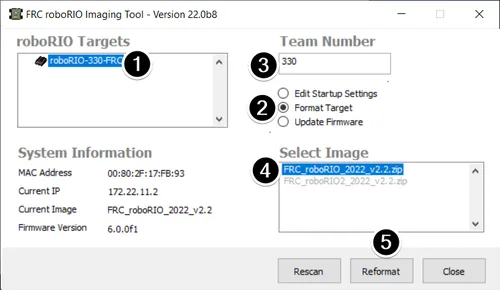 FRC roboRIO Imaging Tool - Version 22.0b8
roboRIO Targets
roboRIO-330-FRC
1
Team Number
3
330
Edit Startup Settings
2
Format Target
Update Firmware
System Information
MAC Address 00:80:2F:17:FB:93
Current IP 172.22.11.2
Current Image FRC_roboRIO_2022_v2.2
Firmware Version 6.0.0f1
Select Image
4
FRC_roboRIO_2022_v2.2.zip
FRC_roboRIO2_2022_v2.2.zip
5
Rescan
Reformat
Close